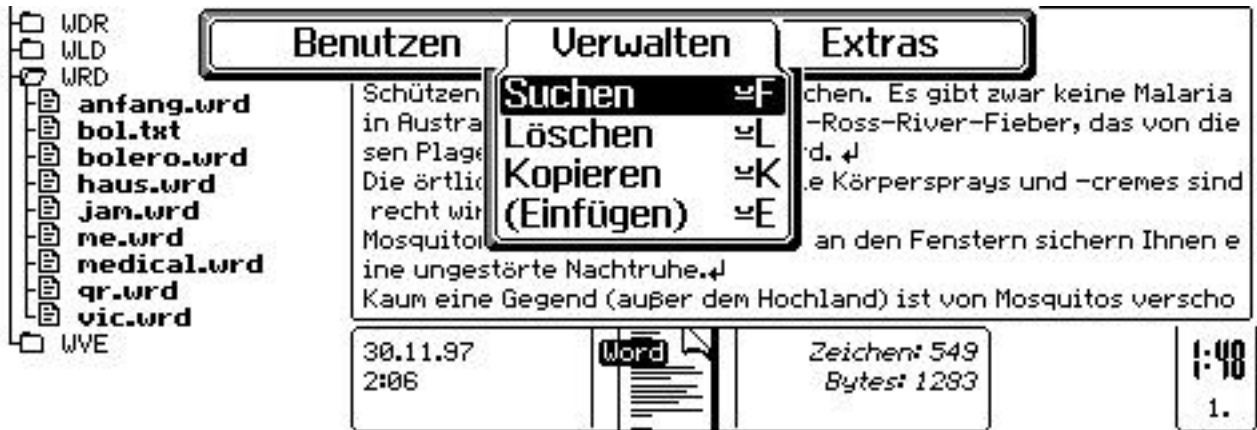 WDR
WLD
WRD
anfang.wrd
bol.txt
bolero.wrd
haus.wrd
jam.wrd
me.wrd
medical.wrd
qr.wrd
vic.wrd
WVE
Benutzen Verwalten Extras
Suchen F
Löschen L
Kopieren K
(Einfügen) E
Schützen chen. Es gibt zwar keine Malaria
in Austra -Ross-River-Fieber, das von die
sen Plage d. ↲
Die örtlic e Körpersprays und -cremes sind
recht wir
Mosquitor an den Fenstern sichern Ihnen e
ine ungestörte Nachtruhe.↲
Kaum eine Gegend (außer dem Hochland) ist von Mosquitos verscho
30.11.97
2:06
Word
Zeichen: 549
Bytes: 1283
1:40
1.